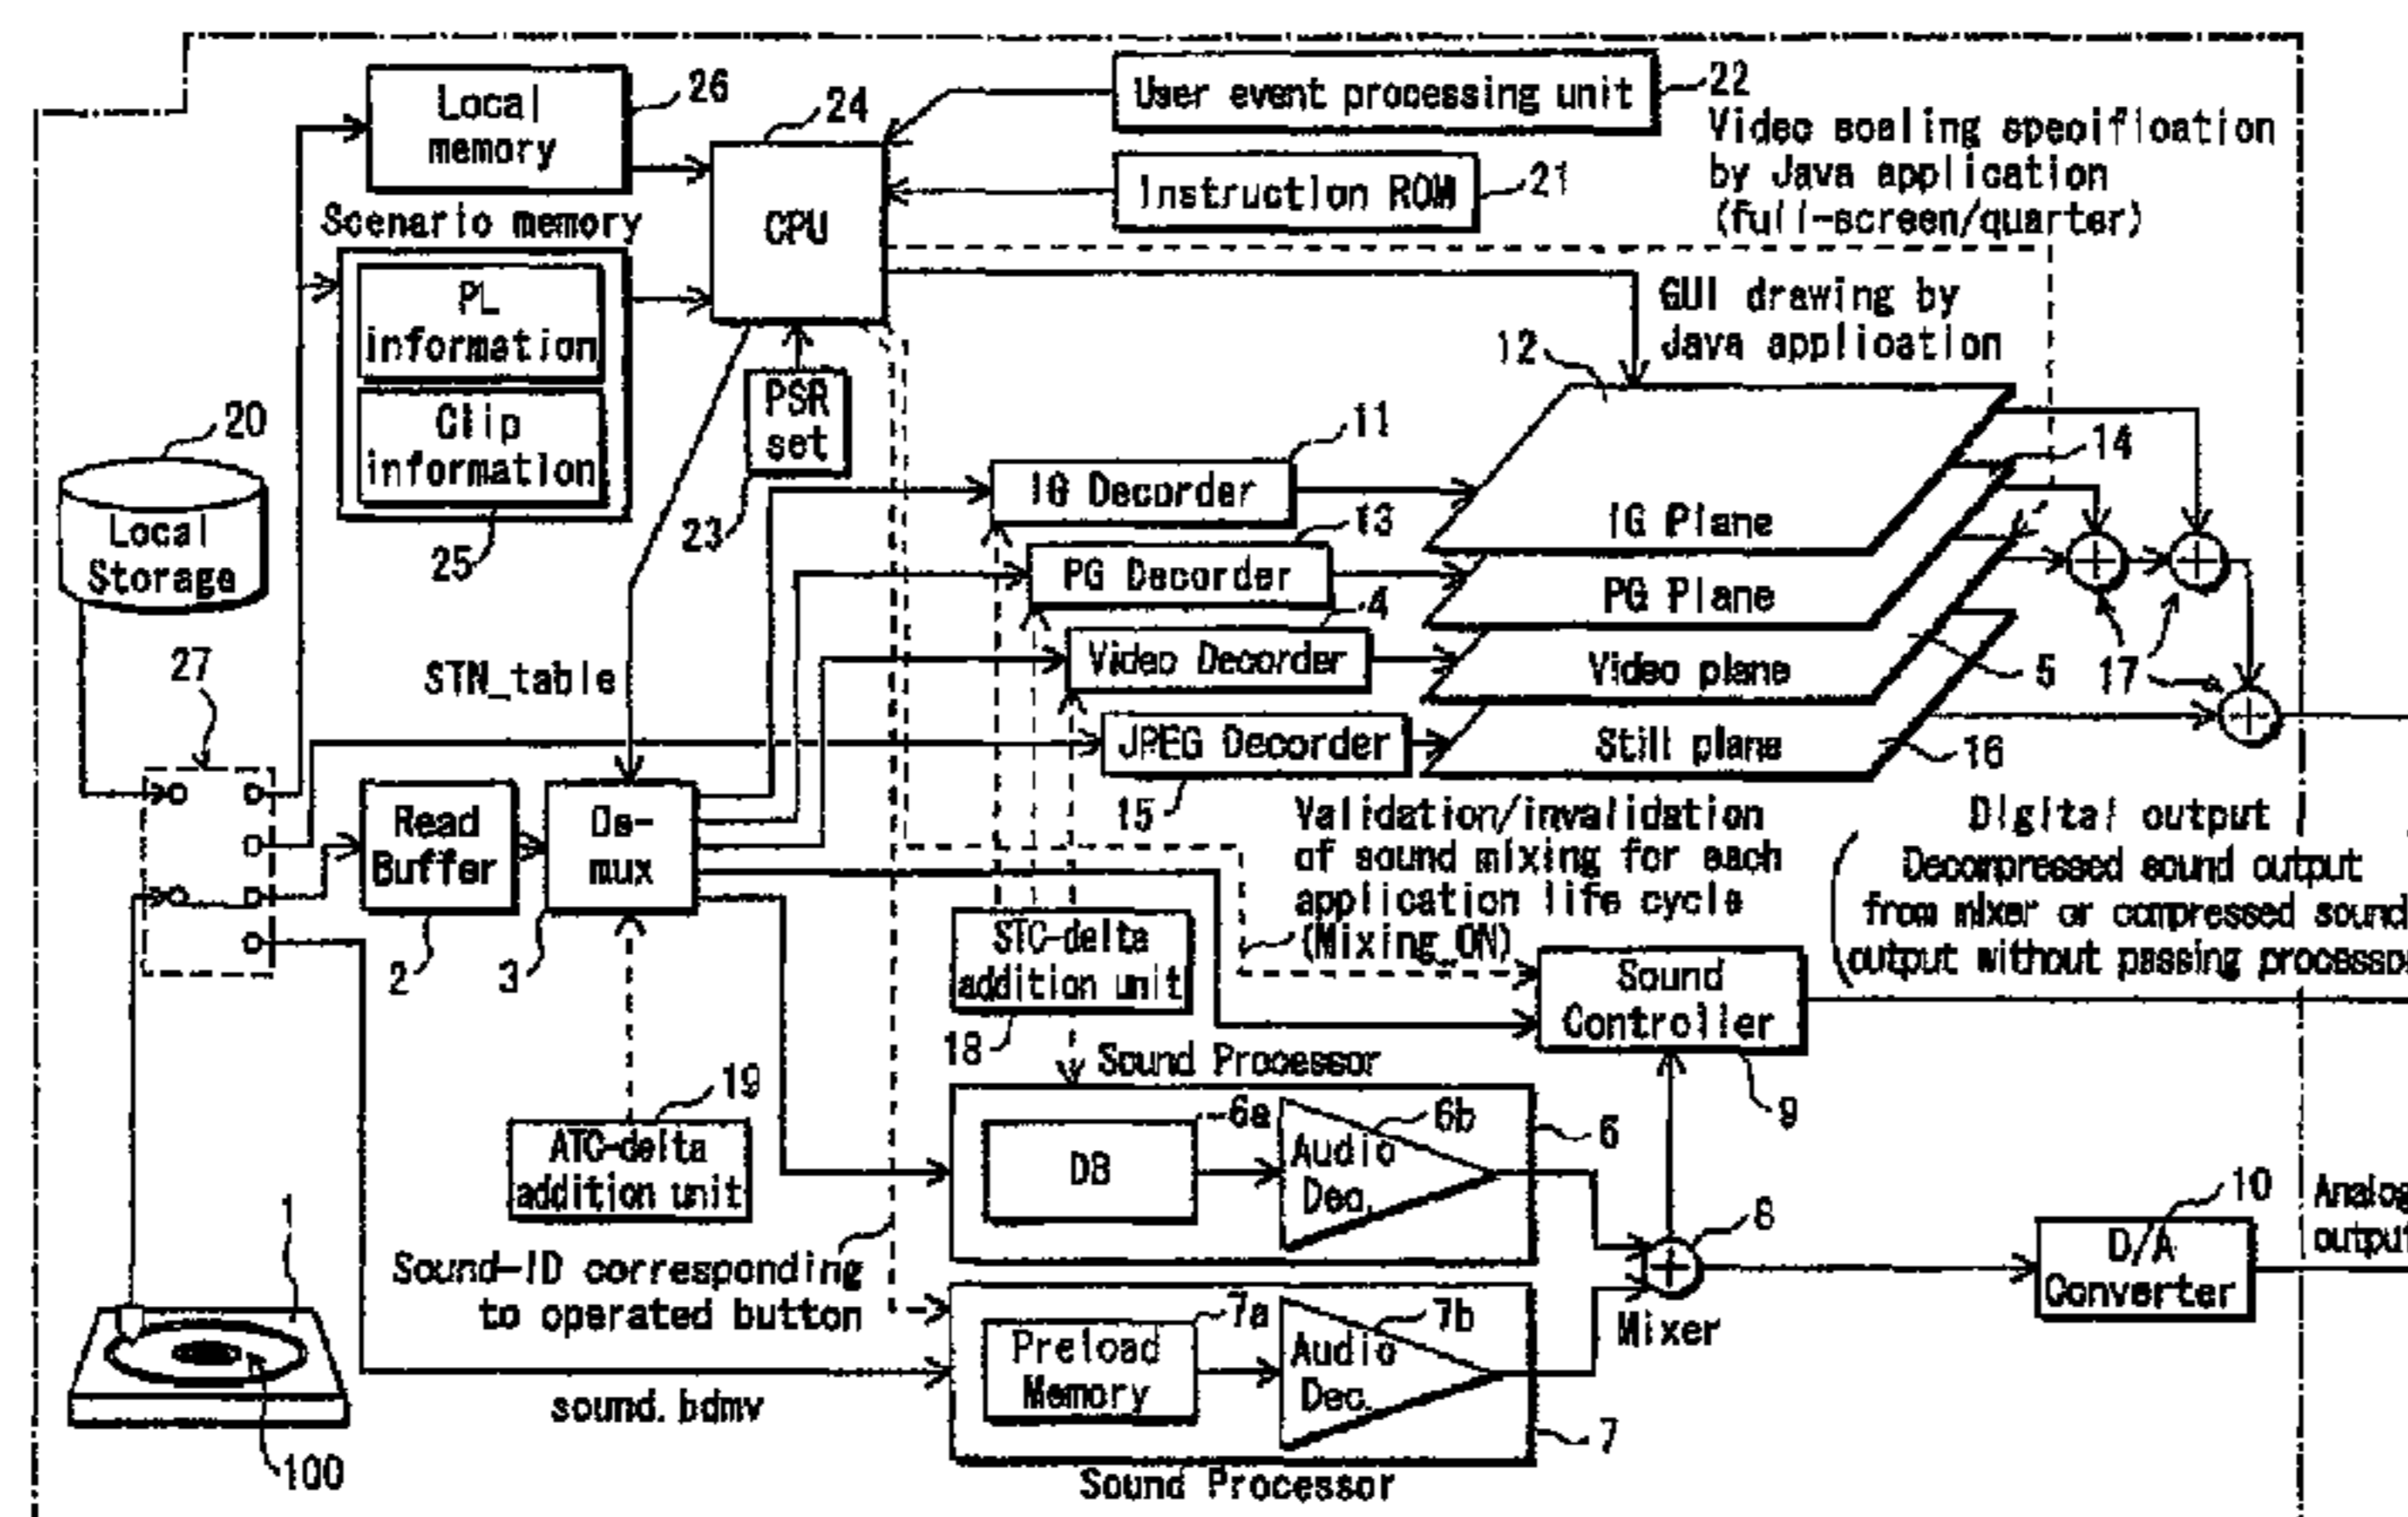 Local
memory
26
24
User event processing unit
22
Video scaling specification
by Java application
(full-screen/quarter)
Instruction ROM
21
Scenario memory
CPU
PL
information
Clip
information
25
PSR
set
23
GUI drawing by
Java application
12
20
Local
Storage
27
STN_table
11
IG Decorder
13
PG Decorder
4
Video Decorder
JPEG Decorder
15
14
IG Plane
PG Plane
Video plane
5
Still plane
16
17
Read
Buffer
2
De-
mux
3
Validation/invalidation
of sound mixing for each
application life cycle
(Mixing_ON)
Digital output
Decompressed sound output
from mixer or compressed sound
output without passing processo
STC-delta
addition unit
18
Sound
Controller
9
19
ATC-delta
addition unit
Sound Processor
6a
DB
6b
Audio
Dec.
6
8
Mixer
10
D/A
Converter
Analog
output
Sound-ID corresponding
to operated button
7a
Preload
Memory
7b
Audio
Dec.
7
Sound Processor
sound.bdmv
1
100